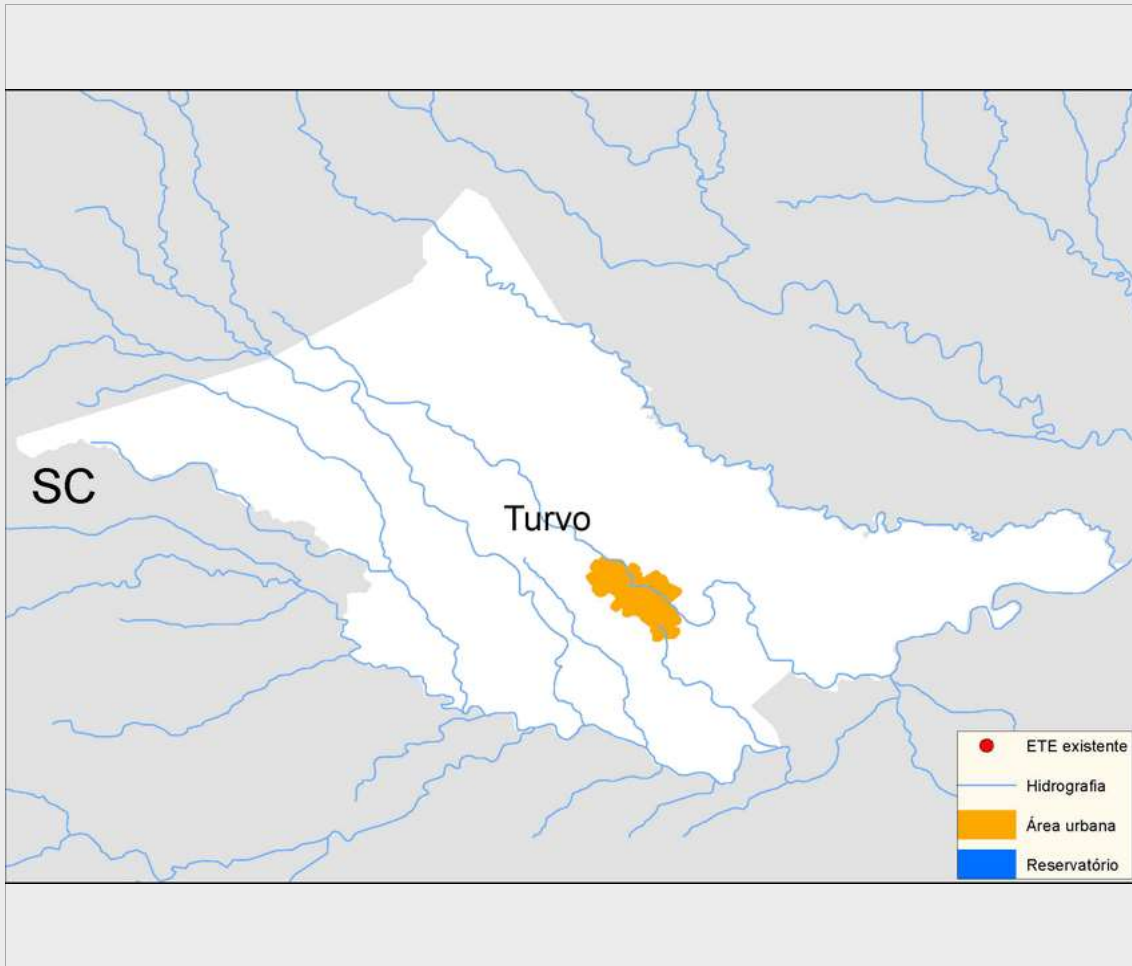 SC
Turvo
ETE existente
Hidrografia
Área urbana
Reservatório